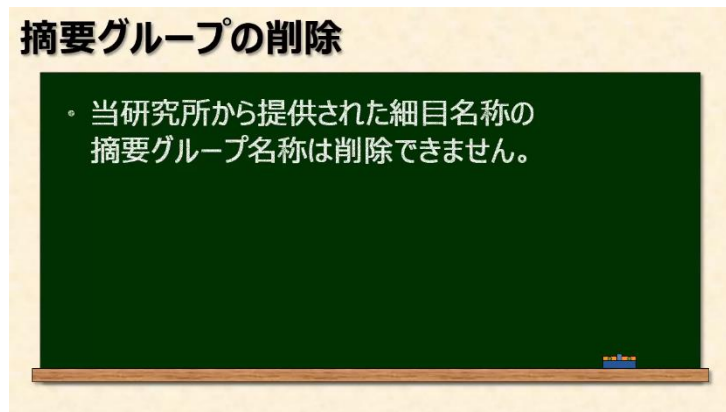 摘要グループの削除
・当研究所から提供された細目名称の
摘要グループ名称は削除できません。